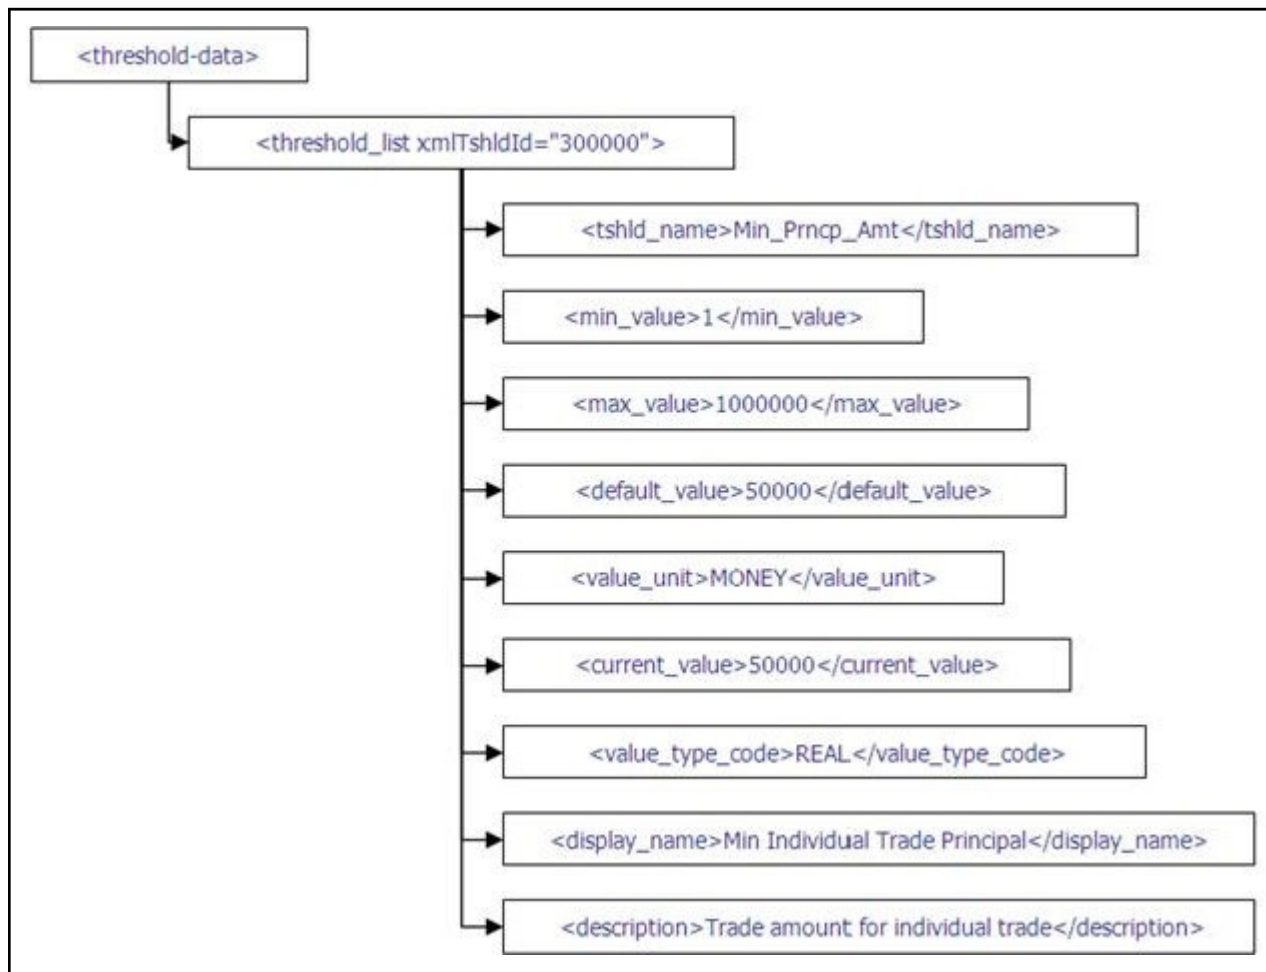 <threshold-data>
<threshold_list xmlTshldId="300000">
<tshld_name>Min_Prncp_Amt</tshld_name>
<min_value>1</min_value>
<max_value>1000000</max_value>
<default_value>50000</default_value>
<value_unit>MONEY</value_unit>
<current_value>50000</current_value>
<value_type_code>REAL</value_type_code>
<display_name>Min Individual Trade Principal</display_name>
<description>Trade amount for individual trade</description>